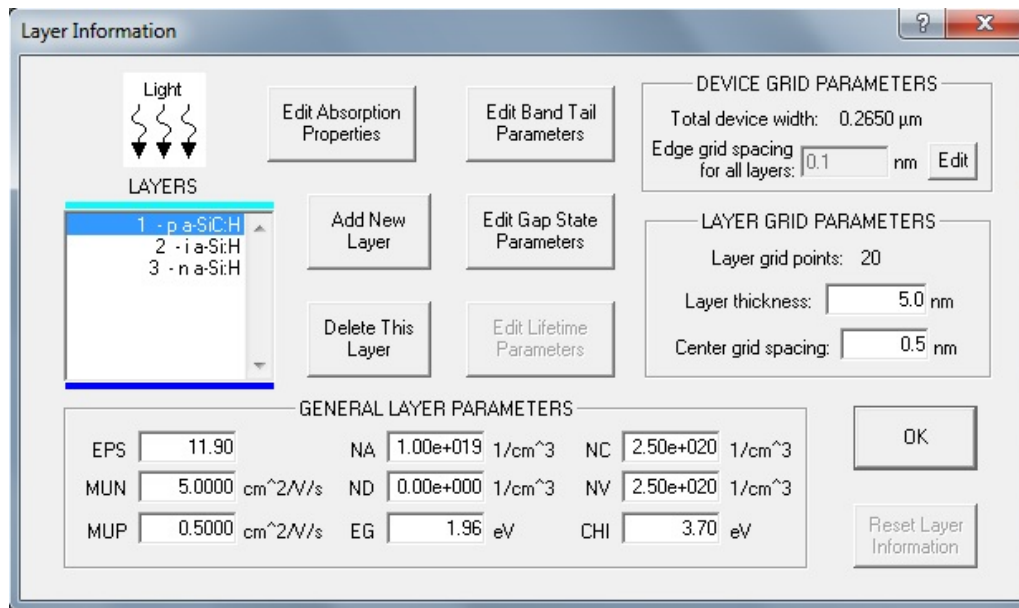 Layer Information
Light
LAYERS
1 - p a-SiC:H
2 - i a-Si:H
3 - n a-Si:H
Edit Absorption
Properties
Edit Band Tail
Parameters
Add New
Layer
Edit Gap State
Parameters
Delete This
Layer
Edit Lifetime
Parameters
DEVICE GRID PARAMETERS
Total device width: 0.2650 µm
Edge grid spacing
for all layers: 0.1 nm Edit
LAYER GRID PARAMETERS
Layer grid points: 20
Layer thickness: 5.0 nm
Center grid spacing: 0.5 nm
GENERAL LAYER PARAMETERS
EPS 11.90 NA 1.00e+019 1/cm^3 NC 2.50e+020 1/cm^3
MUN 5.0000 cm^2/V/s ND 0.00e+000 1/cm^3 NV 2.50e+020 1/cm^3
MUP 0.5000 cm^2/V/s EG 1.96 eV CHI 3.70 eV
OK
Reset Layer
Information